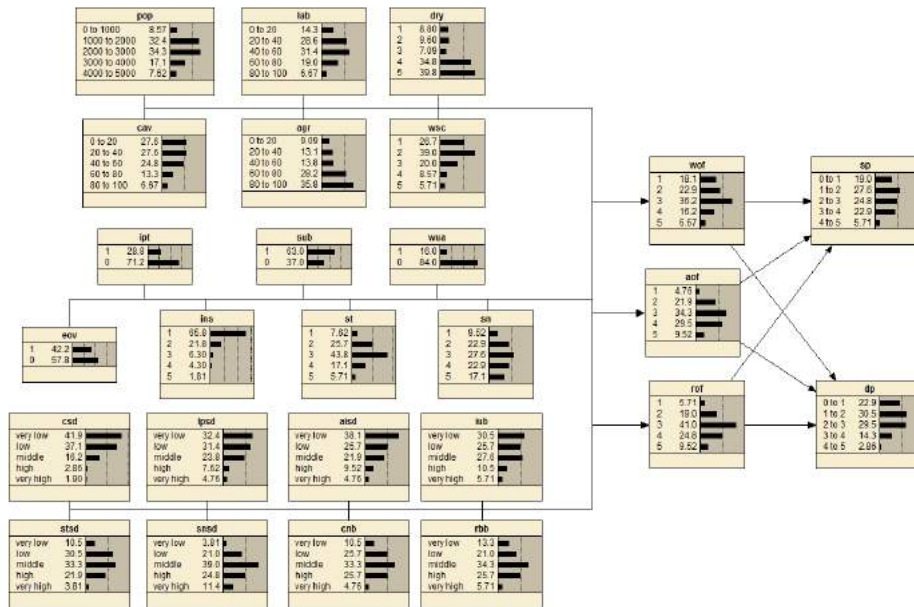 pop
0 to 1000 8.57
1000 to 2000 32.4
2000 to 3000 34.3
3000 to 4000 17.1
4000 to 5000 7.62
lab
0 to 20 14.3
20 to 40 28.6
40 to 60 31.4
60 to 80 19.0
80 to 100 6.67
dry
1 8.80
2 9.60
3 7.09
4 34.8
5 39.8
cav
0 to 20 27.6
20 to 40 27.6
40 to 60 24.8
60 to 80 13.3
80 to 100 6.67
agr
0 to 20 9.09
20 to 40 13.1
40 to 60 13.8
60 to 80 28.2
80 to 100 35.8
wsc
1 26.7
2 39.0
3 20.0
4 8.57
5 5.71
wof
1 18.1
2 22.9
3 36.2
4 16.2
5 6.67
sp
0 to 1 19.0
1 to 2 27.6
2 to 3 24.8
3 to 4 22.9
4 to 5 5.71
ipt
1 28.8
0 71.2
sub
1 63.0
0 37.0
wua
1 16.0
0 84.0
aof
1 4.76
2 21.9
3 34.3
4 29.5
5 9.52
eov
1 42.2
0 57.8
ins
1 65.8
2 21.8
3 6.30
4 4.30
5 1.81
st
1 7.62
2 25.7
3 43.8
4 17.1
5 5.71
sn
1 9.52
2 22.9
3 27.6
4 22.9
5 17.1
rof
1 5.71
2 19.0
3 41.0
4 24.8
5 9.52
dp
0 to 1 22.9
1 to 2 30.5
2 to 3 29.5
3 to 4 14.3
4 to 5 2.86
csd
very low 41.9
low 37.1
middle 16.2
high 2.86
very high 1.90
ipsd
very low 32.4
low 31.4
middle 23.8
high 7.62
very high 4.76
aisd
very low 38.1
low 25.7
middle 21.9
high 9.52
very high 4.76
iub
very low 30.5
low 25.7
middle 27.6
high 10.5
very high 5.71
stsd
very low 10.5
low 30.5
middle 33.3
high 21.9
very high 3.81
snsd
very low 3.81
low 21.0
middle 39.0
high 24.8
very high 11.4
cnb
very low 10.5
low 25.7
middle 33.3
high 25.7
very high 4.76
rbb
very low 13.3
low 21.0
middle 34.3
high 25.7
very high 5.71